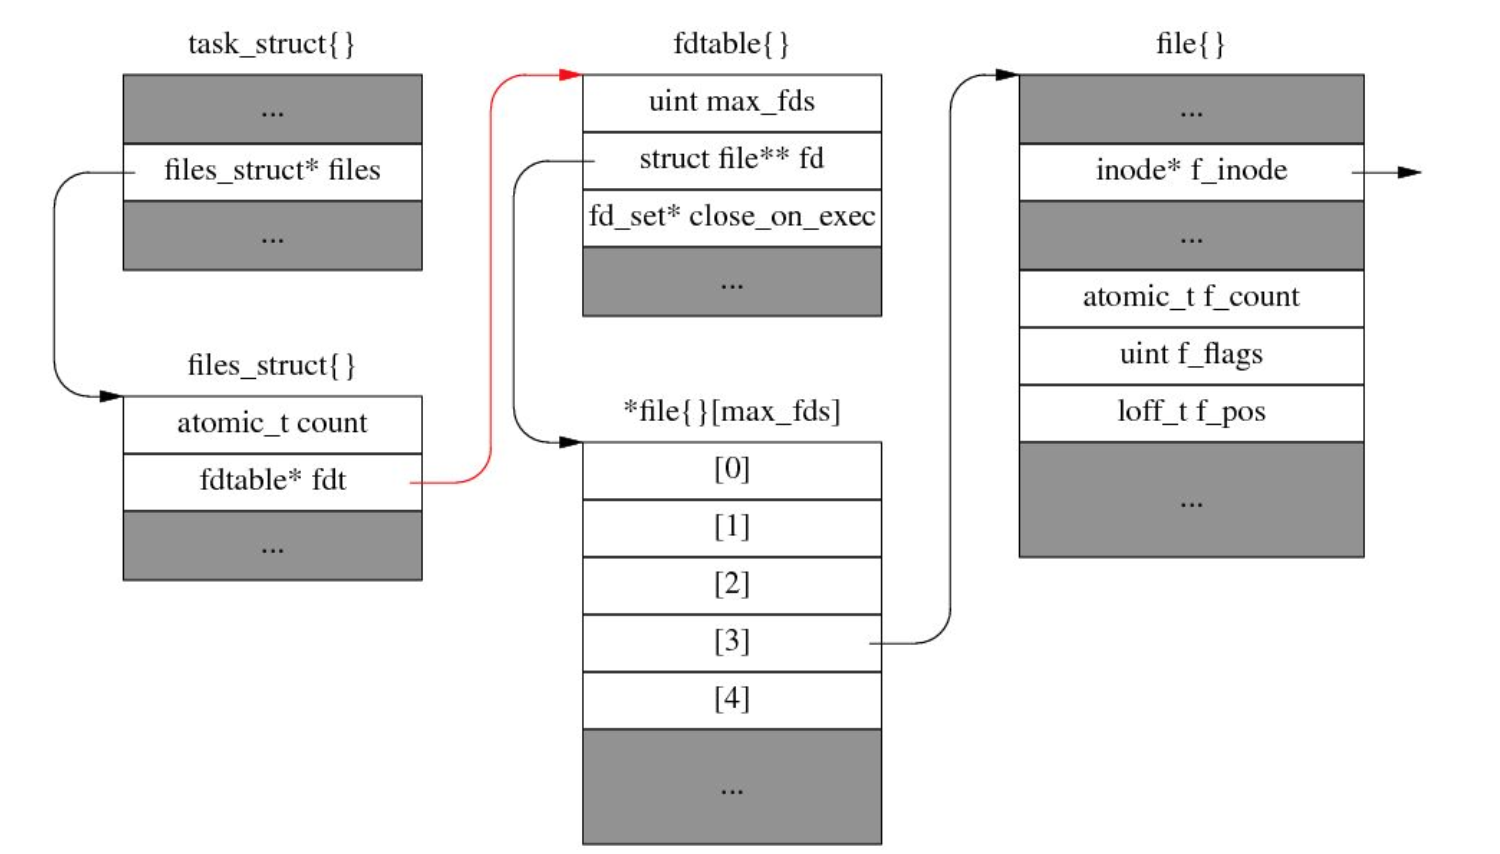 task_struct{}
...
files_struct* files
...
files_struct{}
atomic_t count
fdtable* fdt
...
fdtable{}
uint max_fds
struct file** fd
fd_set* close_on_exec
...
*file{}[max_fds]
[0]
[1]
[2]
[3]
[4]
...
file{}
...
inode* f_inode
...
atomic_t f_count
uint f_flags
loff_t f_pos
...